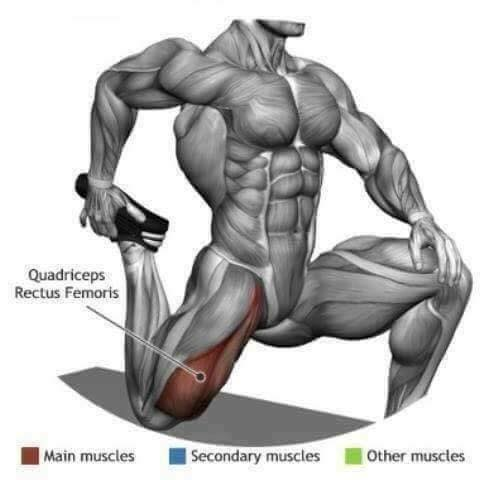 Quadriceps
Rectus Femoris
Main muscles
Secondary muscles
Other muscles